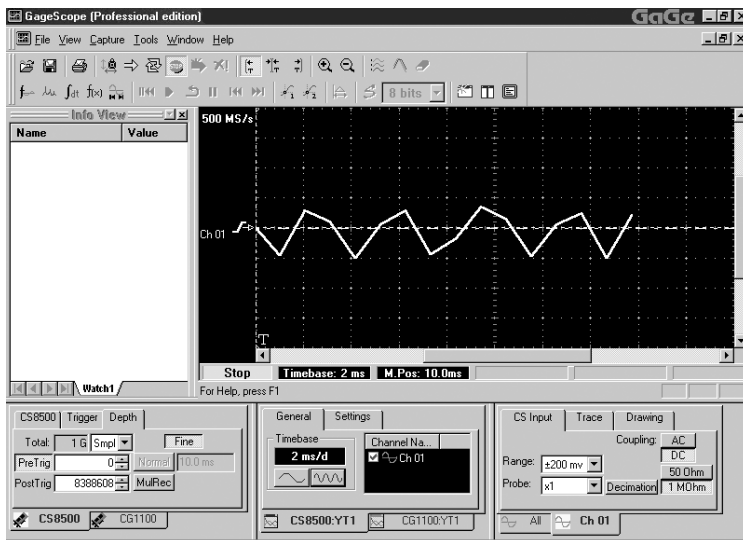 GageScope (Professional edition)
GaGe
File View Capture Tools Window Help
8 bits
Info View
Name Value
500 MS/s
Ch 01
T
Watch1
Stop Timebase: 2 ms M.Pos: 10.0ms
For Help, press F1
CS8500 Trigger Depth
Total: 1 G Smpl Fine
PreTrig 0 Normal 10.0 ms
PostTrig 8388608 MulRec
CS8500 CG1100
General Settings
Timebase
2 ms/d
Channel Na...
Ch 01
CS8500:YT1 CG1100:YT1
CS Input Trace Drawing
Coupling: AC
DC
Range: ±200 mv
50 Ohm
Probe: x1 Decimation 1 MOhm
All Ch 01